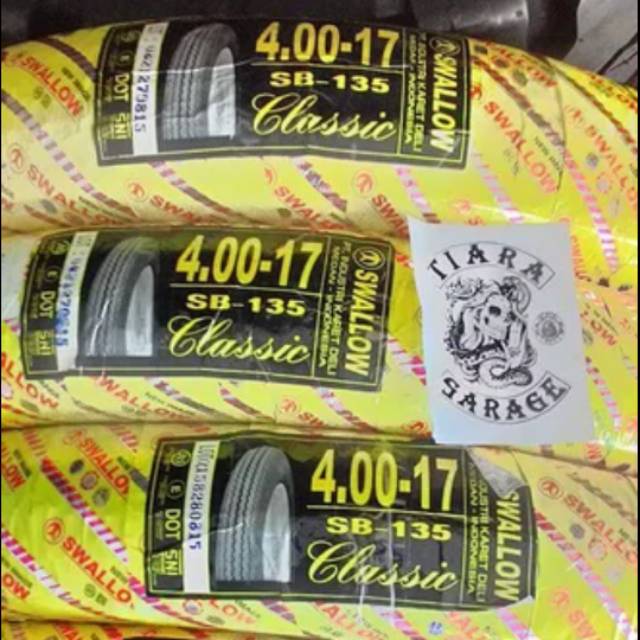 4.00-17
SB-135
Classic
SWALLOW
PT. INDUSTRI KARET DELI
MEDAN - INDONESIA
E DOT SNI
SWALLOW
4.00-17
SB-135
Classic
SWALLOW
PT. INDUSTRI KARET DELI
MEDAN - INDONESIA
E DOT SNI
TIARA
GARAGE
SWALLOW
4.00-17
SB-135
Classic
SWALLOW
INDUSTRI KARET DELI
MEDAN - INDONESIA
E DOT SNI
SWALLOW